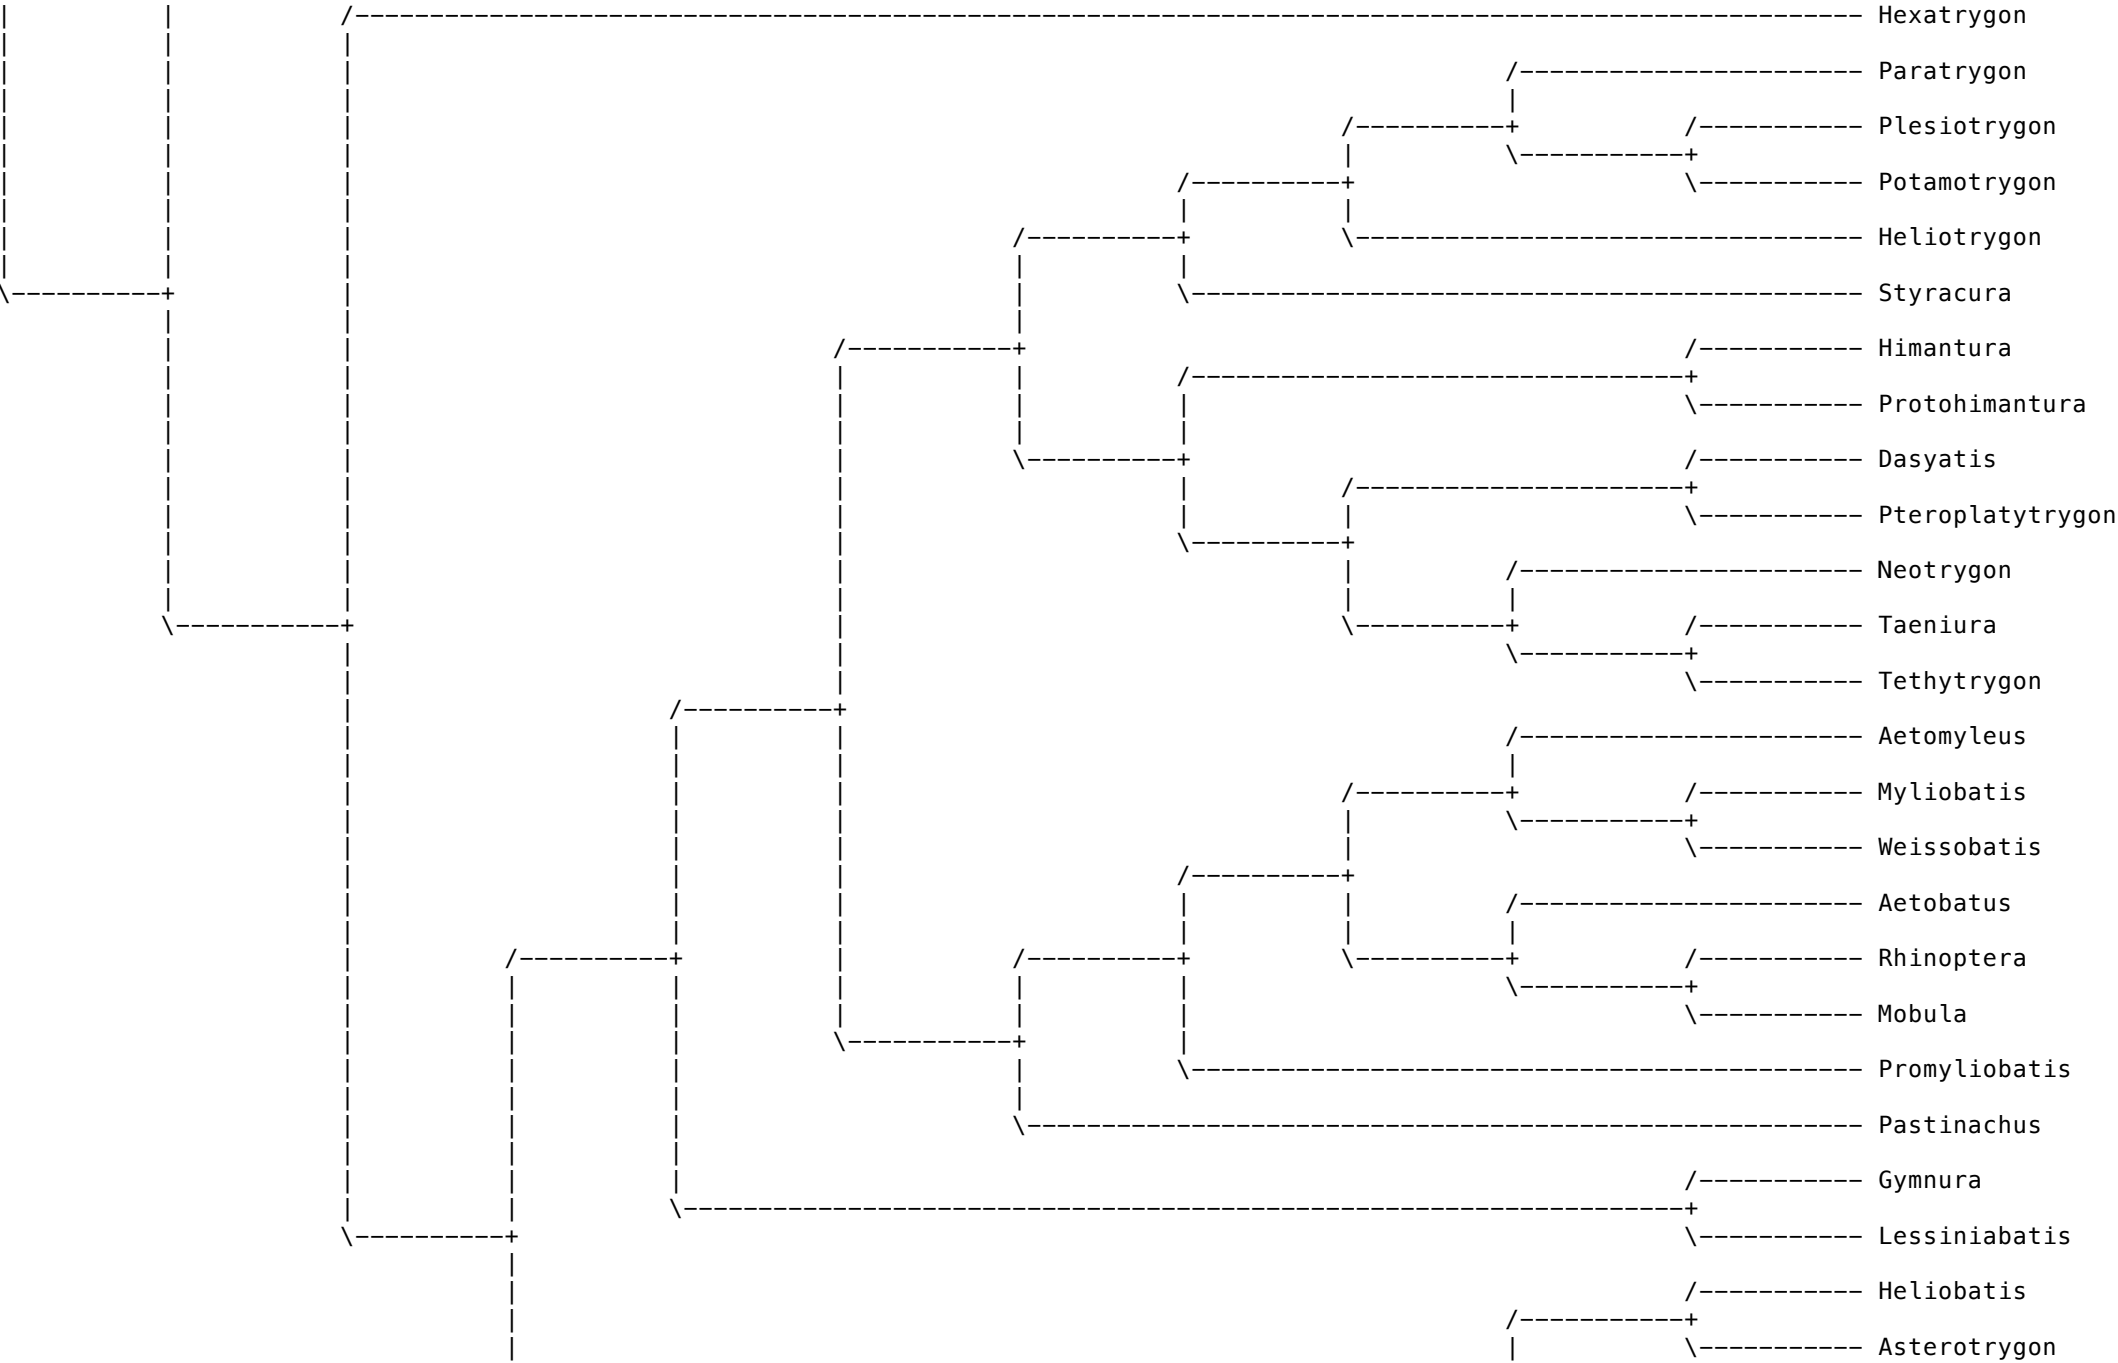 Hexatrygon
Paratrygon
Plesiotrygon
Potamotrygon
Heliotrygon
Styracura
Himantura
Protohimantura
Dasyatis
Pteroplatytrygon
Neotrygon
Taeniura
Tethytrygon
Aetomyleus
Myliobatis
Weissobatis
Aetobatus
Rhinoptera
Mobula
Promyliobatis
Pastinachus
Gymnura
Lessiniabatis
Heliobatis
Asterotrygon